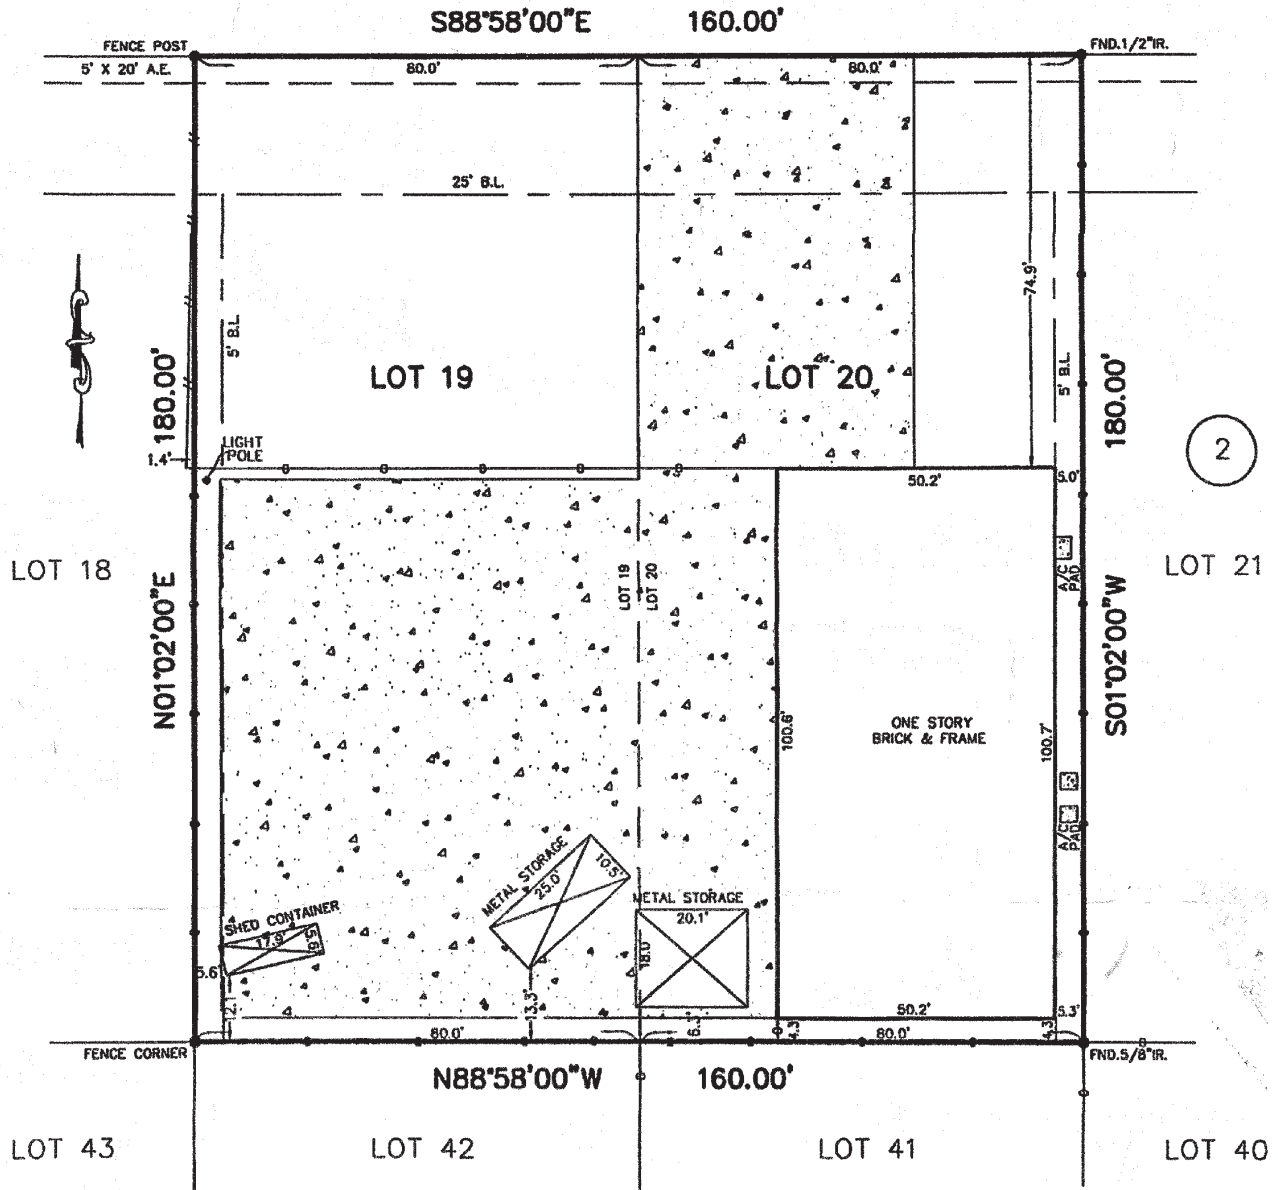 S88°58'00"E 160.00'
FENCE POST
FND.1/2"IR.
5' X 20' A.E.
80.0'
80.0'
25' B.L.
74.9'
5' B.L.
5' B.L.
180.00'
180.00'
LOT 19
LOT 20
2
LIGHT
POLE
1.4'
50.2'
5.0'
LOT 18
LOT 21
N01°02'00"E
S01°02'00"W
LOT 19
LOT 20
A/C
PAD
100.6'
ONE STORY
BRICK & FRAME
100.7'
A/C
PAD
METAL STORAGE
25.0'
10.5'
METAL STORAGE
20.1'
18.0'
SHED CONTAINER
17.9'
5.6'
5.6'
12.1'
13.3'
6.3'
50.2'
5.3'
4.3'
4.3'
80.0'
80.0'
FENCE CORNER
FND.5/8"IR.
N88°58'00"W 160.00'
LOT 43
LOT 42
LOT 41
LOT 40